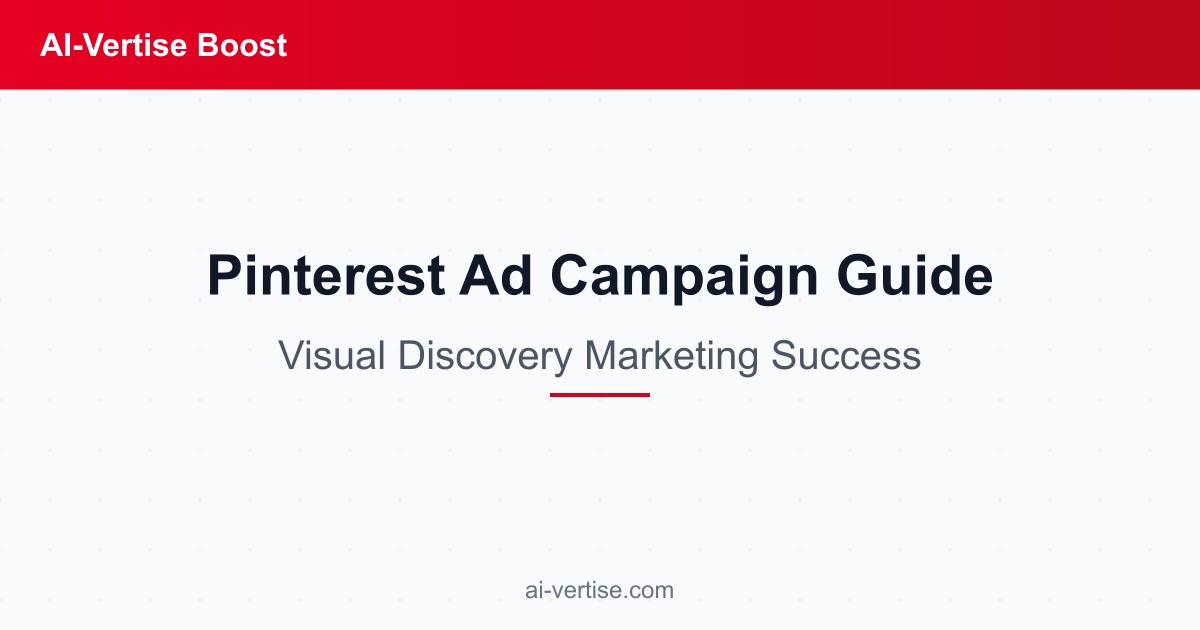 AI-Vertise Boost
Pinterest Ad Campaign Guide
Visual Discovery Marketing Success
ai-vertise.com